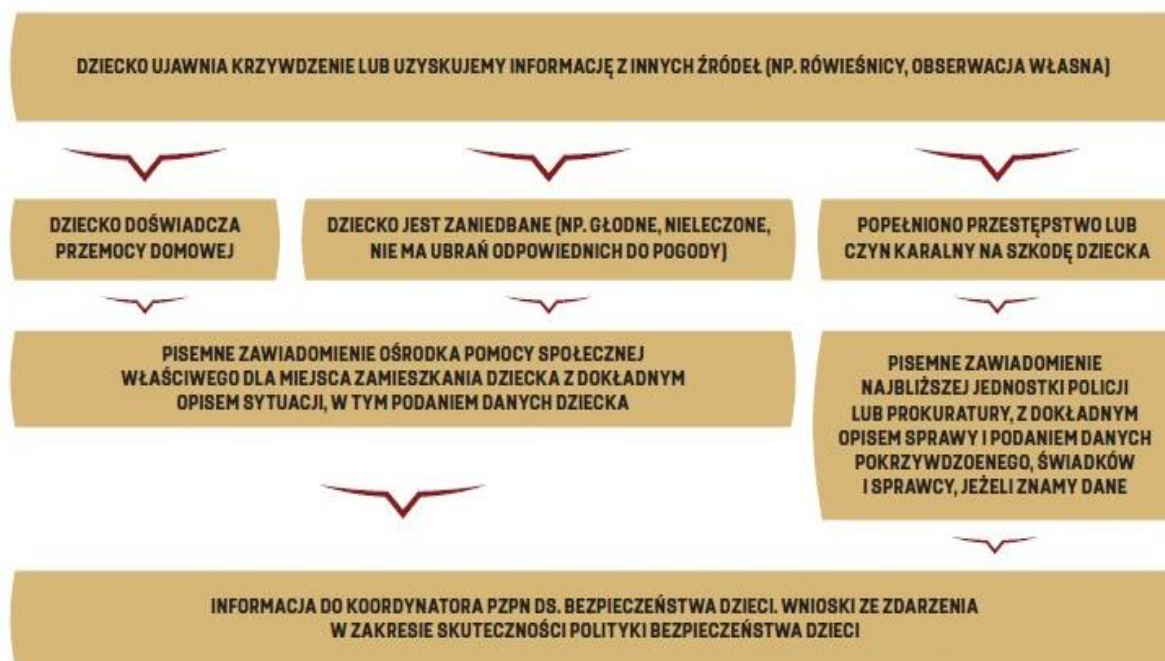 DZIECKO UJAWNIA KRZYWDZENIE LUB UZYSKUJEMY INFORMACJĘ Z INNYCH ŹRÓDEŁ (NP. RÓWIEŚNICY, OBSERWACJA WŁASNA)
DZIECKO DOŚWIADCZA
PRZEMOCY DOMOWEJ
DZIECKO JEST ZANIEDBANE (NP. GŁODNE, NIELECZONE,
NIE MA UBRAŃ ODPOWIEDNICH DO POGODY)
POPEŁNIONO PRZESTĘPSTWO LUB
CZYN KARALNY NA SZKODĘ DZIECKA
PISEMNE ZAWIADOMIENIE OŚRODKA POMOCY SPOŁECZNEJ
WŁAŚCIWEGO DLA MIEJSCA ZAMIESZKANIA DZIECKA Z DOKŁADNYM
OPISEM SYTUACJI, W TYM PODANIEM DANYCH DZIECKA
PISEMNE ZAWIADOMIENIE
NAJBLIŻSZEJ JEDNOSTKI POLICJI
LUB PROKURATURY, Z DOKŁADNYM
OPISEM SPRAWY I PODANIEM DANYCH
POKRZYWDZOENEGO, ŚWIADKÓW
I SPRAWCY, JEŻELI ZNAMY DANE
INFORMACJA DO KOORDYNATORA PZPN DS. BEZPIECZEŃSTWA DZIECI. WNIOSKI ZE ZDARZENIA
W ZAKRESIE SKUTECZNOŚCI POLITYKI BEZPIECZEŃSTWA DZIECI